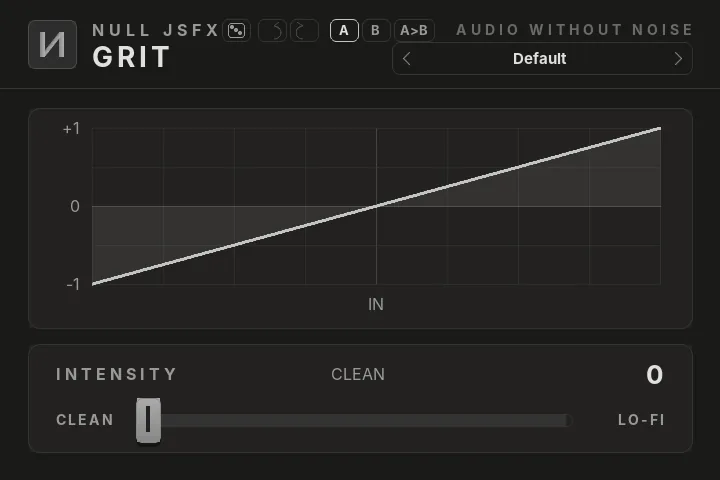 NULL JSFX A B A>B AUDIO WITHOUT NOISE
GRIT
Default
+1
0
-1
IN
INTENSITY CLEAN 0
CLEAN LO-FI